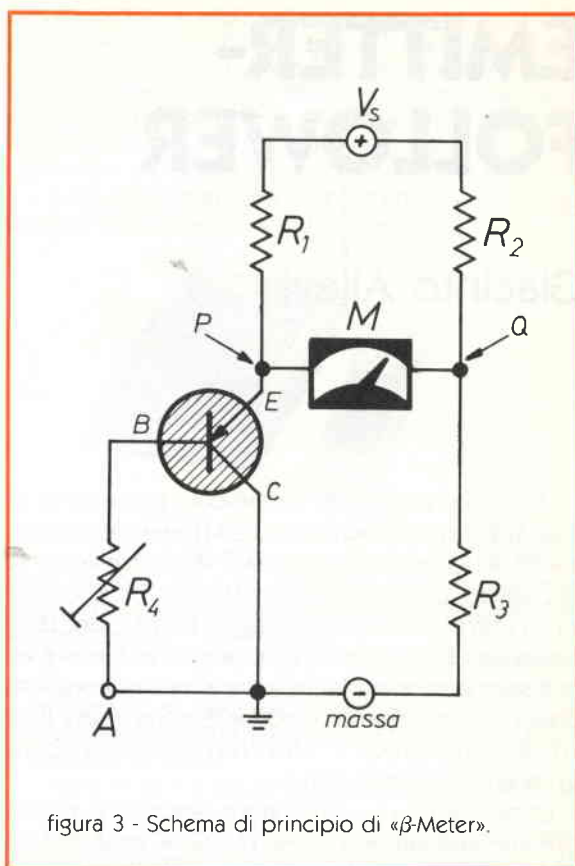 EMITTER-
FOLLOWER
Vs
R1
R2
P
M
Q
B
E
C
R4
R3
A
massa
figura 3 - Schema di principio di «β-Meter».